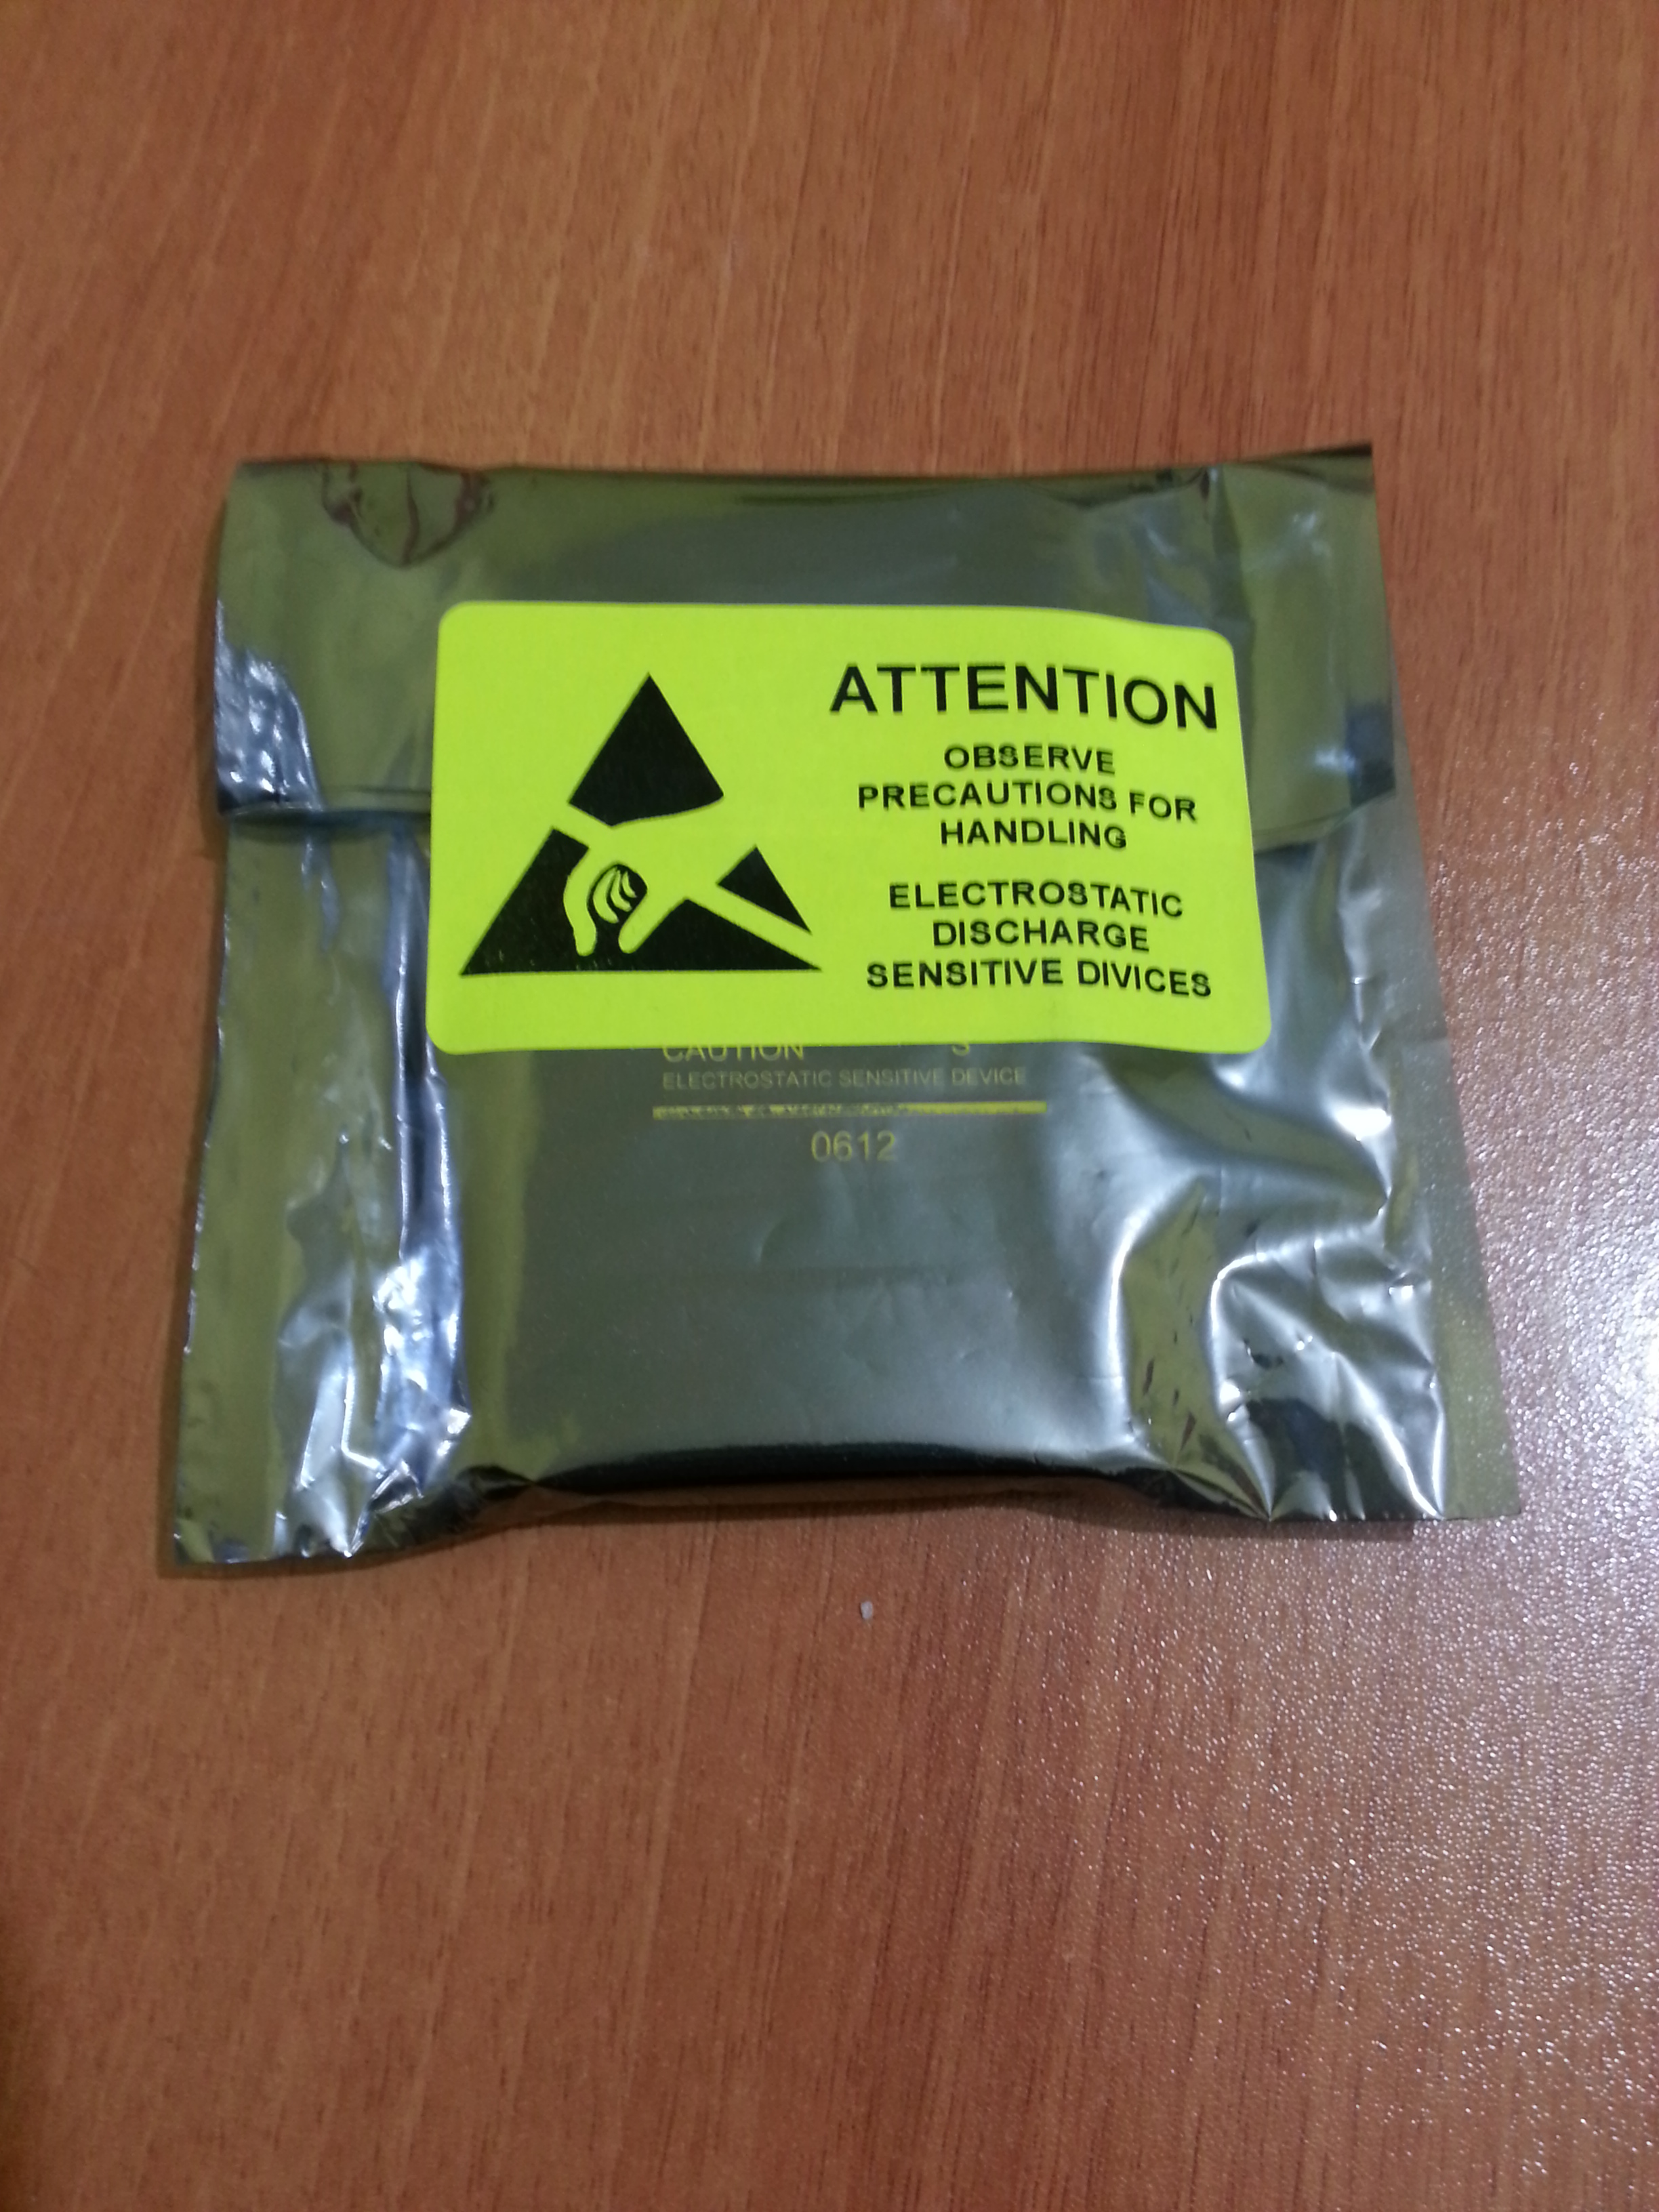 ATTENTION
OBSERVE
PRECAUTIONS FOR
HANDLING
ELECTROSTATIC
DISCHARGE
SENSITIVE DIVICES
CAUTION S
ELECTROSTATIC SENSITIVE DEVICE
0612